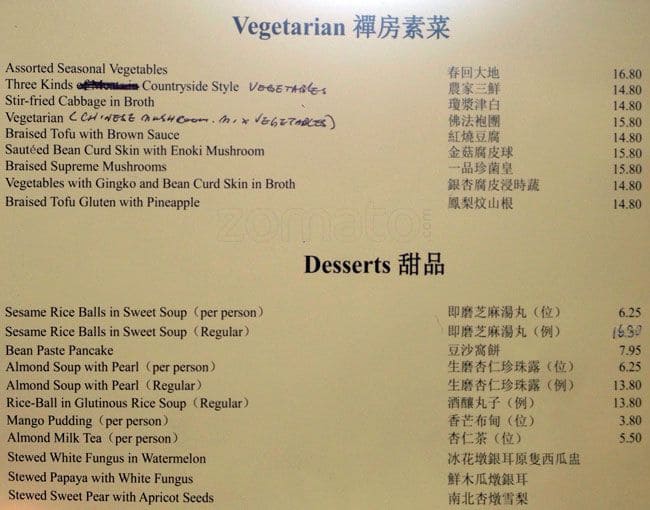 Vegetarian 禪房素菜
Assorted Seasonal Vegetables 春回大地 16.80
Three Kinds Countryside Style VEGETABLES 農家三鮮 14.80
Stir-fried Cabbage in Broth 瓊漿津白 14.80
Vegetarian (CHINESE MUSHROOM. MIX VEGETABLES) 佛法袍團 15.80
Braised Tofu with Brown Sauce 紅燒豆腐 14.80
Sautéed Bean Curd Skin with Enoki Mushroom 金菇腐皮球 15.80
Braised Supreme Mushrooms 一品珍菌皇 15.80
Vegetables with Gingko and Bean Curd Skin in Broth 銀杏腐皮浸時蔬 14.80
Braised Tofu Gluten with Pineapple 鳳梨炆山根 14.80
zomato.com
Desserts 甜品
Sesame Rice Balls in Sweet Soup (per person) 即磨芝麻湯丸（位） 6.25
Sesame Rice Balls in Sweet Soup (Regular) 即磨芝麻湯丸（例）
Bean Paste Pancake 豆沙窩餅 7.95
Almond Soup with Pearl (per person) 生磨杏仁珍珠露（位） 6.25
Almond Soup with Pearl (Regular) 生磨杏仁珍珠露（例） 13.80
Rice-Ball in Glutinous Rice Soup (Regular) 酒釀丸子（例） 13.80
Mango Pudding (per person) 香芒布甸（位） 3.80
Almond Milk Tea (per person) 杏仁茶（位） 5.50
Stewed White Fungus in Watermelon 冰花燉銀耳原隻西瓜盅
Stewed Papaya with White Fungus 鮮木瓜燉銀耳
Stewed Sweet Pear with Apricot Seeds 南北杏燉雪梨